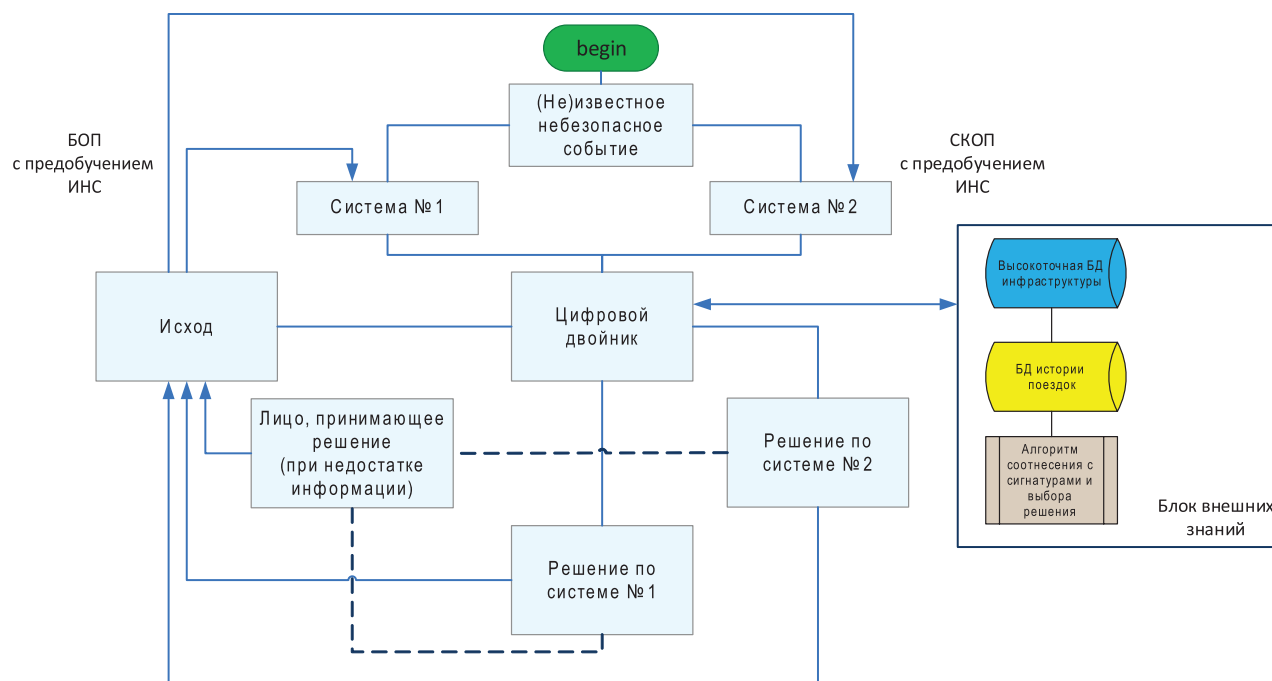 begin
(Не)известное
небезопасное
событие
БОП
с предобучением
ИНС
СКОП
с предобучением
ИНС
Система №1
Система №2
Высокоточная БД
инфраструктуры
Исход
Цифровой
двойник
БД истории
поездок
Лицо, принимающее
решение
(при недостатке
информации)
Решение по
системе №2
Алгоритм
соотнесения с
сигнатурами и
выбора
решения
Блок внешних
знаний
Решение по
системе №1